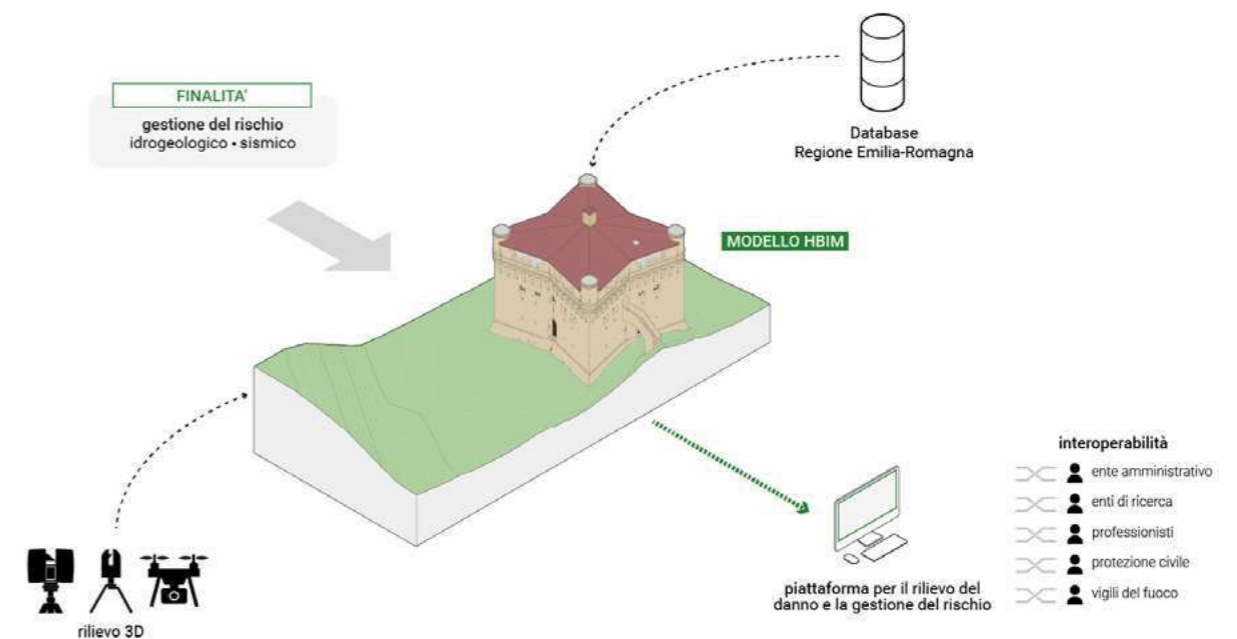 FINALITA'
gestione del rischio
idrogeologico • sismico
Database
Regione Emilia-Romagna
MODELLO HBIM
interoperabilità
ente amministrativo
enti di ricerca
professionisti
protezione civile
vigili del fuoco
piattaforma per il rilievo del
danno e la gestione del rischio
rilievo 3D